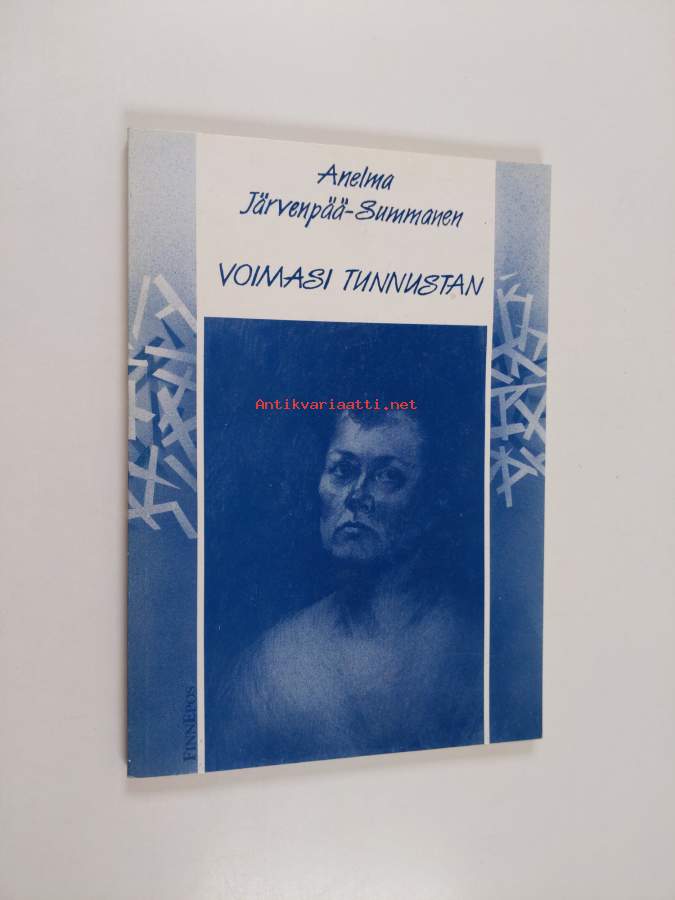 Anelma
Järvenpää-Summanen
VOIMASI TUNNUSTAN
Antikvariaatti.net
FINNEPOS